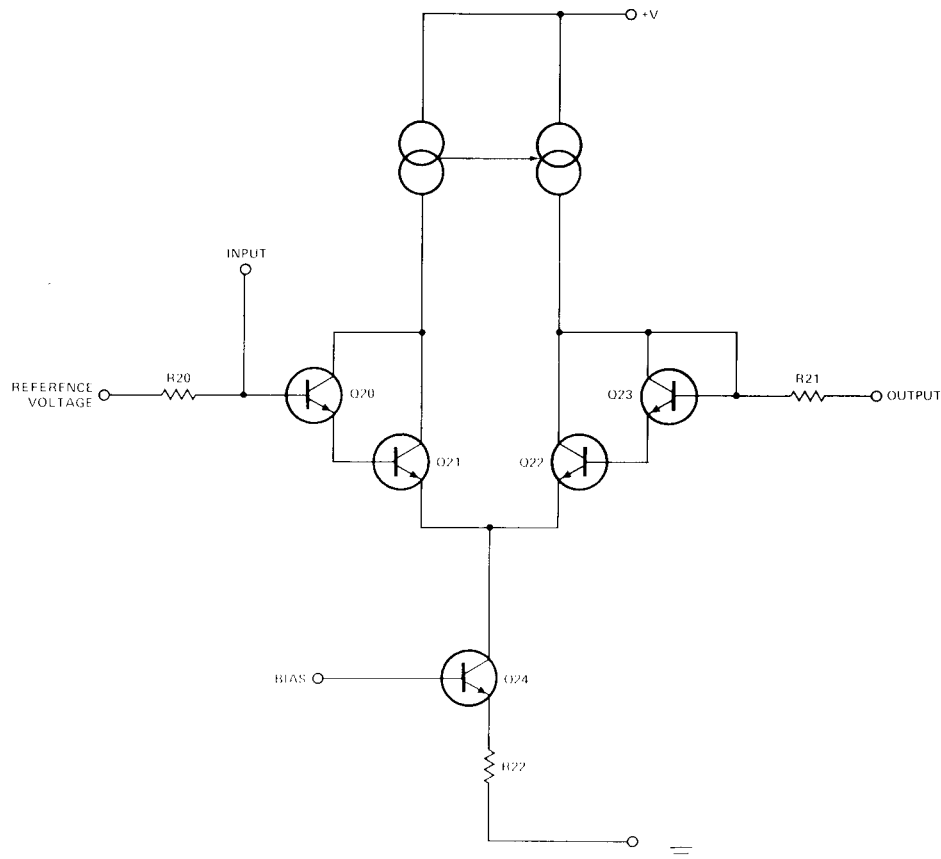 +V
INPUT
REFERENCE
VOLTAGE
R20
Q20
Q21
Q22
Q23
R21
OUTPUT
BIAS
Q24
R22